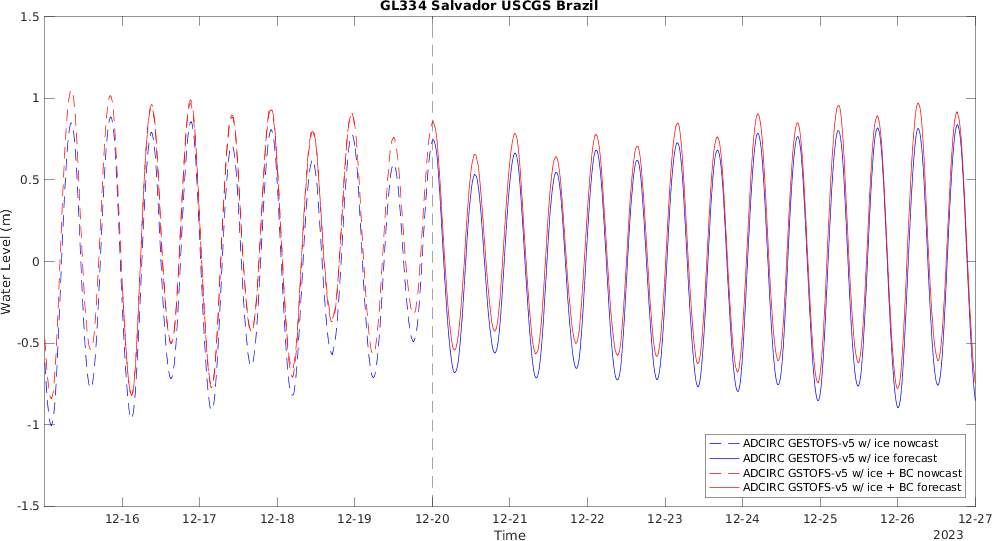 GL334 Salvador USCGS Brazil
1.5
1
0.5
0
-0.5
-1
-1.5
Water Level (m)
ADCIRC GESTOFS-v5 w/ ice nowcast
ADCIRC GESTOFS-v5 w/ ice forecast
ADCIRC GSTOFS-v5 w/ ice + BC nowcast
ADCIRC GSTOFS-v5 w/ ice + BC forecast
12-16 12-17 12-18 12-19 12-20 12-21 12-22 12-23 12-24 12-25 12-26 12-27
Time
2023